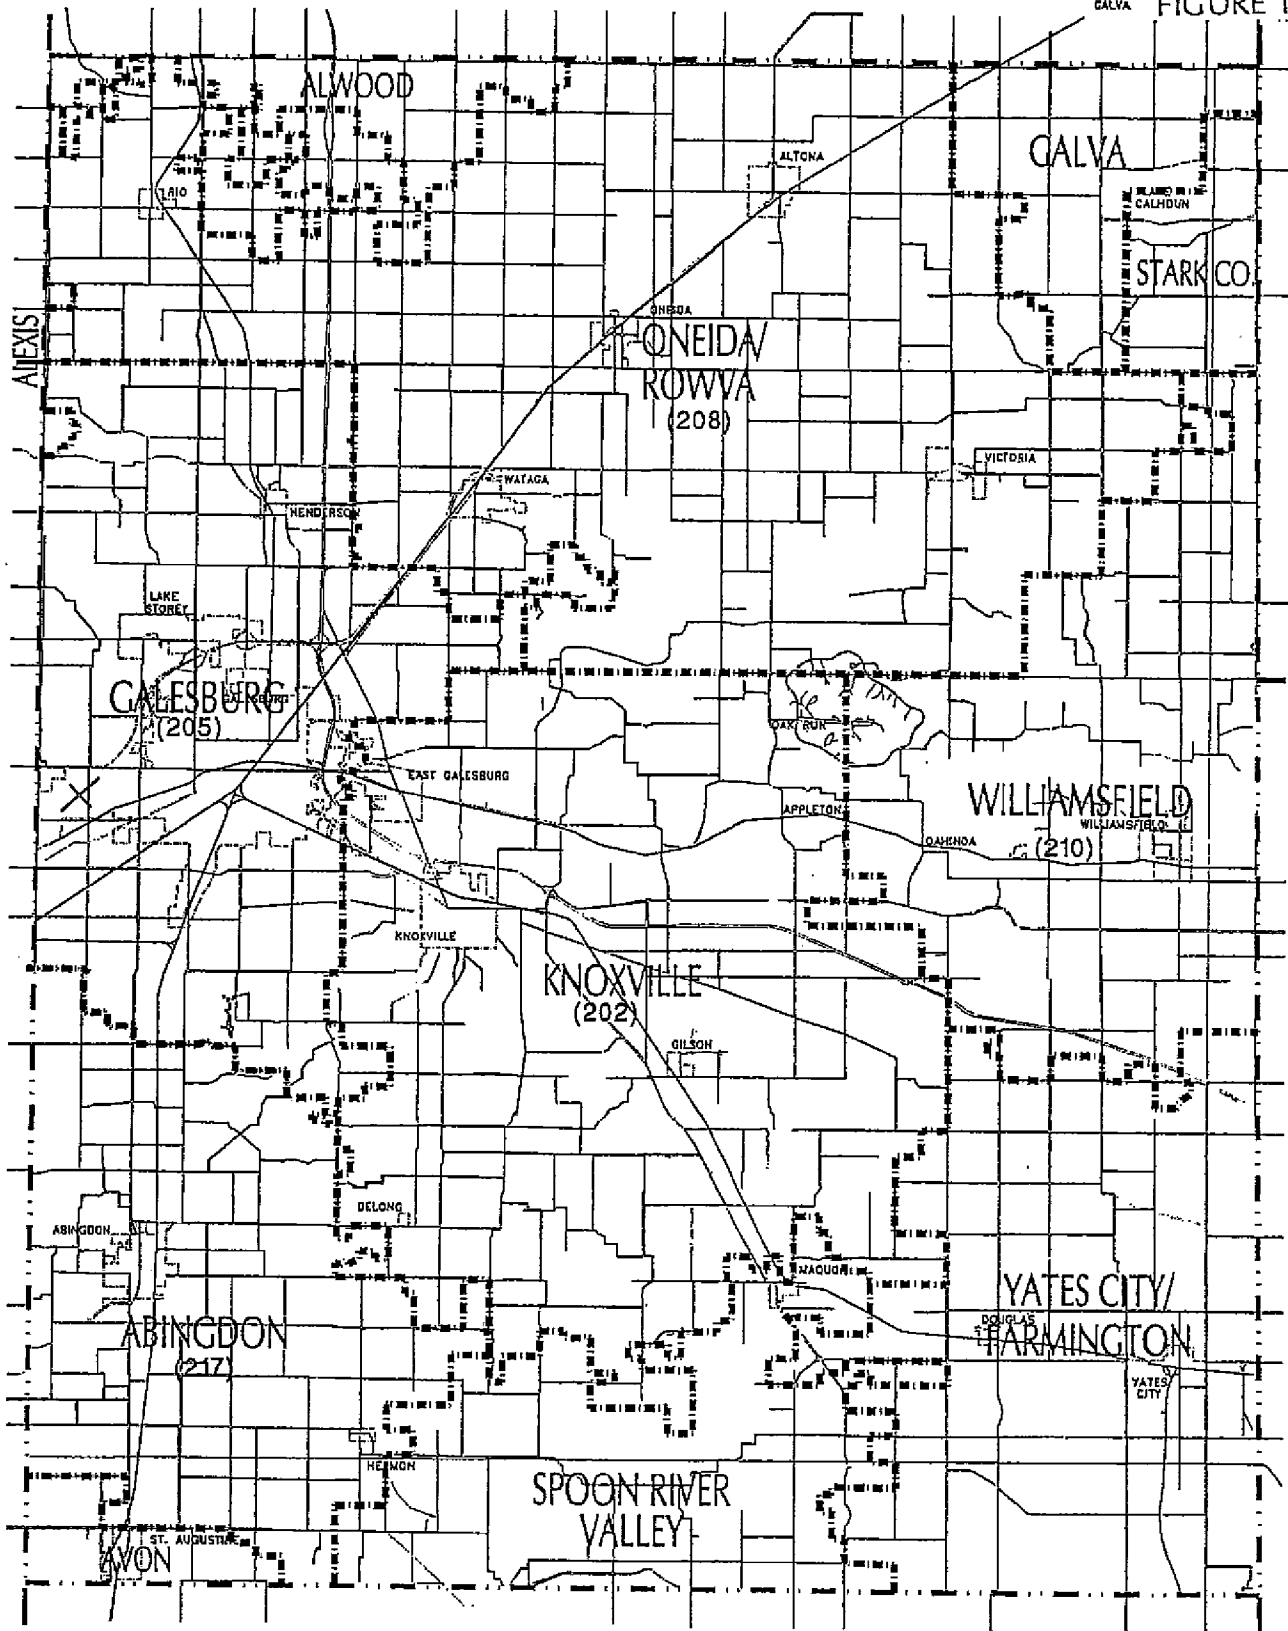 GALVA
FIGURE
ALWOOD
ALTONA
GALVA
RIO
CALHOUN
STARK CO.
ALEXIS
ONEIDA
ONEIDA/
ROWVA
(208)
VICTORIA
WATAGA
HENDERSON
LAKE
STOREY
GALESBURG
(205)
OAK RUN
EAST GALESBURG
WILLIAMSFIELD
WILLIAMSFIELD
(210)
APPLETON
DAHINDA
KNOXVILLE
KNOXVILLE
(202)
GILSON
DELONG
ABINGDON
MAQUON
YATES CITY/
FARMINGTON
DOUGLAS
ABINGDON
(217)
YATES
CITY
HERMON
SPOON RIVER
VALLEY
ST. AUGUSTINE
AVON